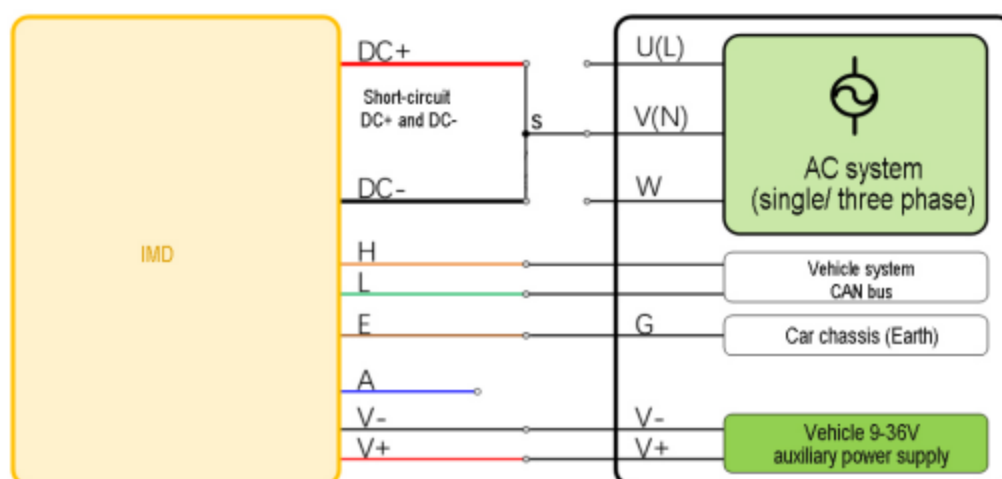 DC+
U(L)
Short-circuit
DC+ and DC-
S
V(N)
AC system
(single/ three phase)
DC-
W
IMD
H
Vehicle system
CAN bus
L
E
G
Car chassis (Earth)
A
V-
V-
Vehicle 9-36V
auxiliary power supply
V+
V+